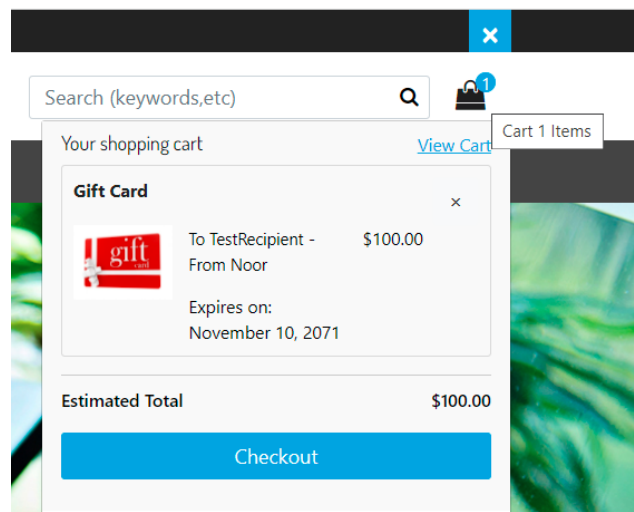 Search (keywords,etc)
1
Cart 1 Items
Your shopping cart
View Cart
Gift Card
×
gift
card
To TestRecipient -
From Noor
$100.00
Expires on:
November 10, 2071
Estimated Total
$100.00
Checkout